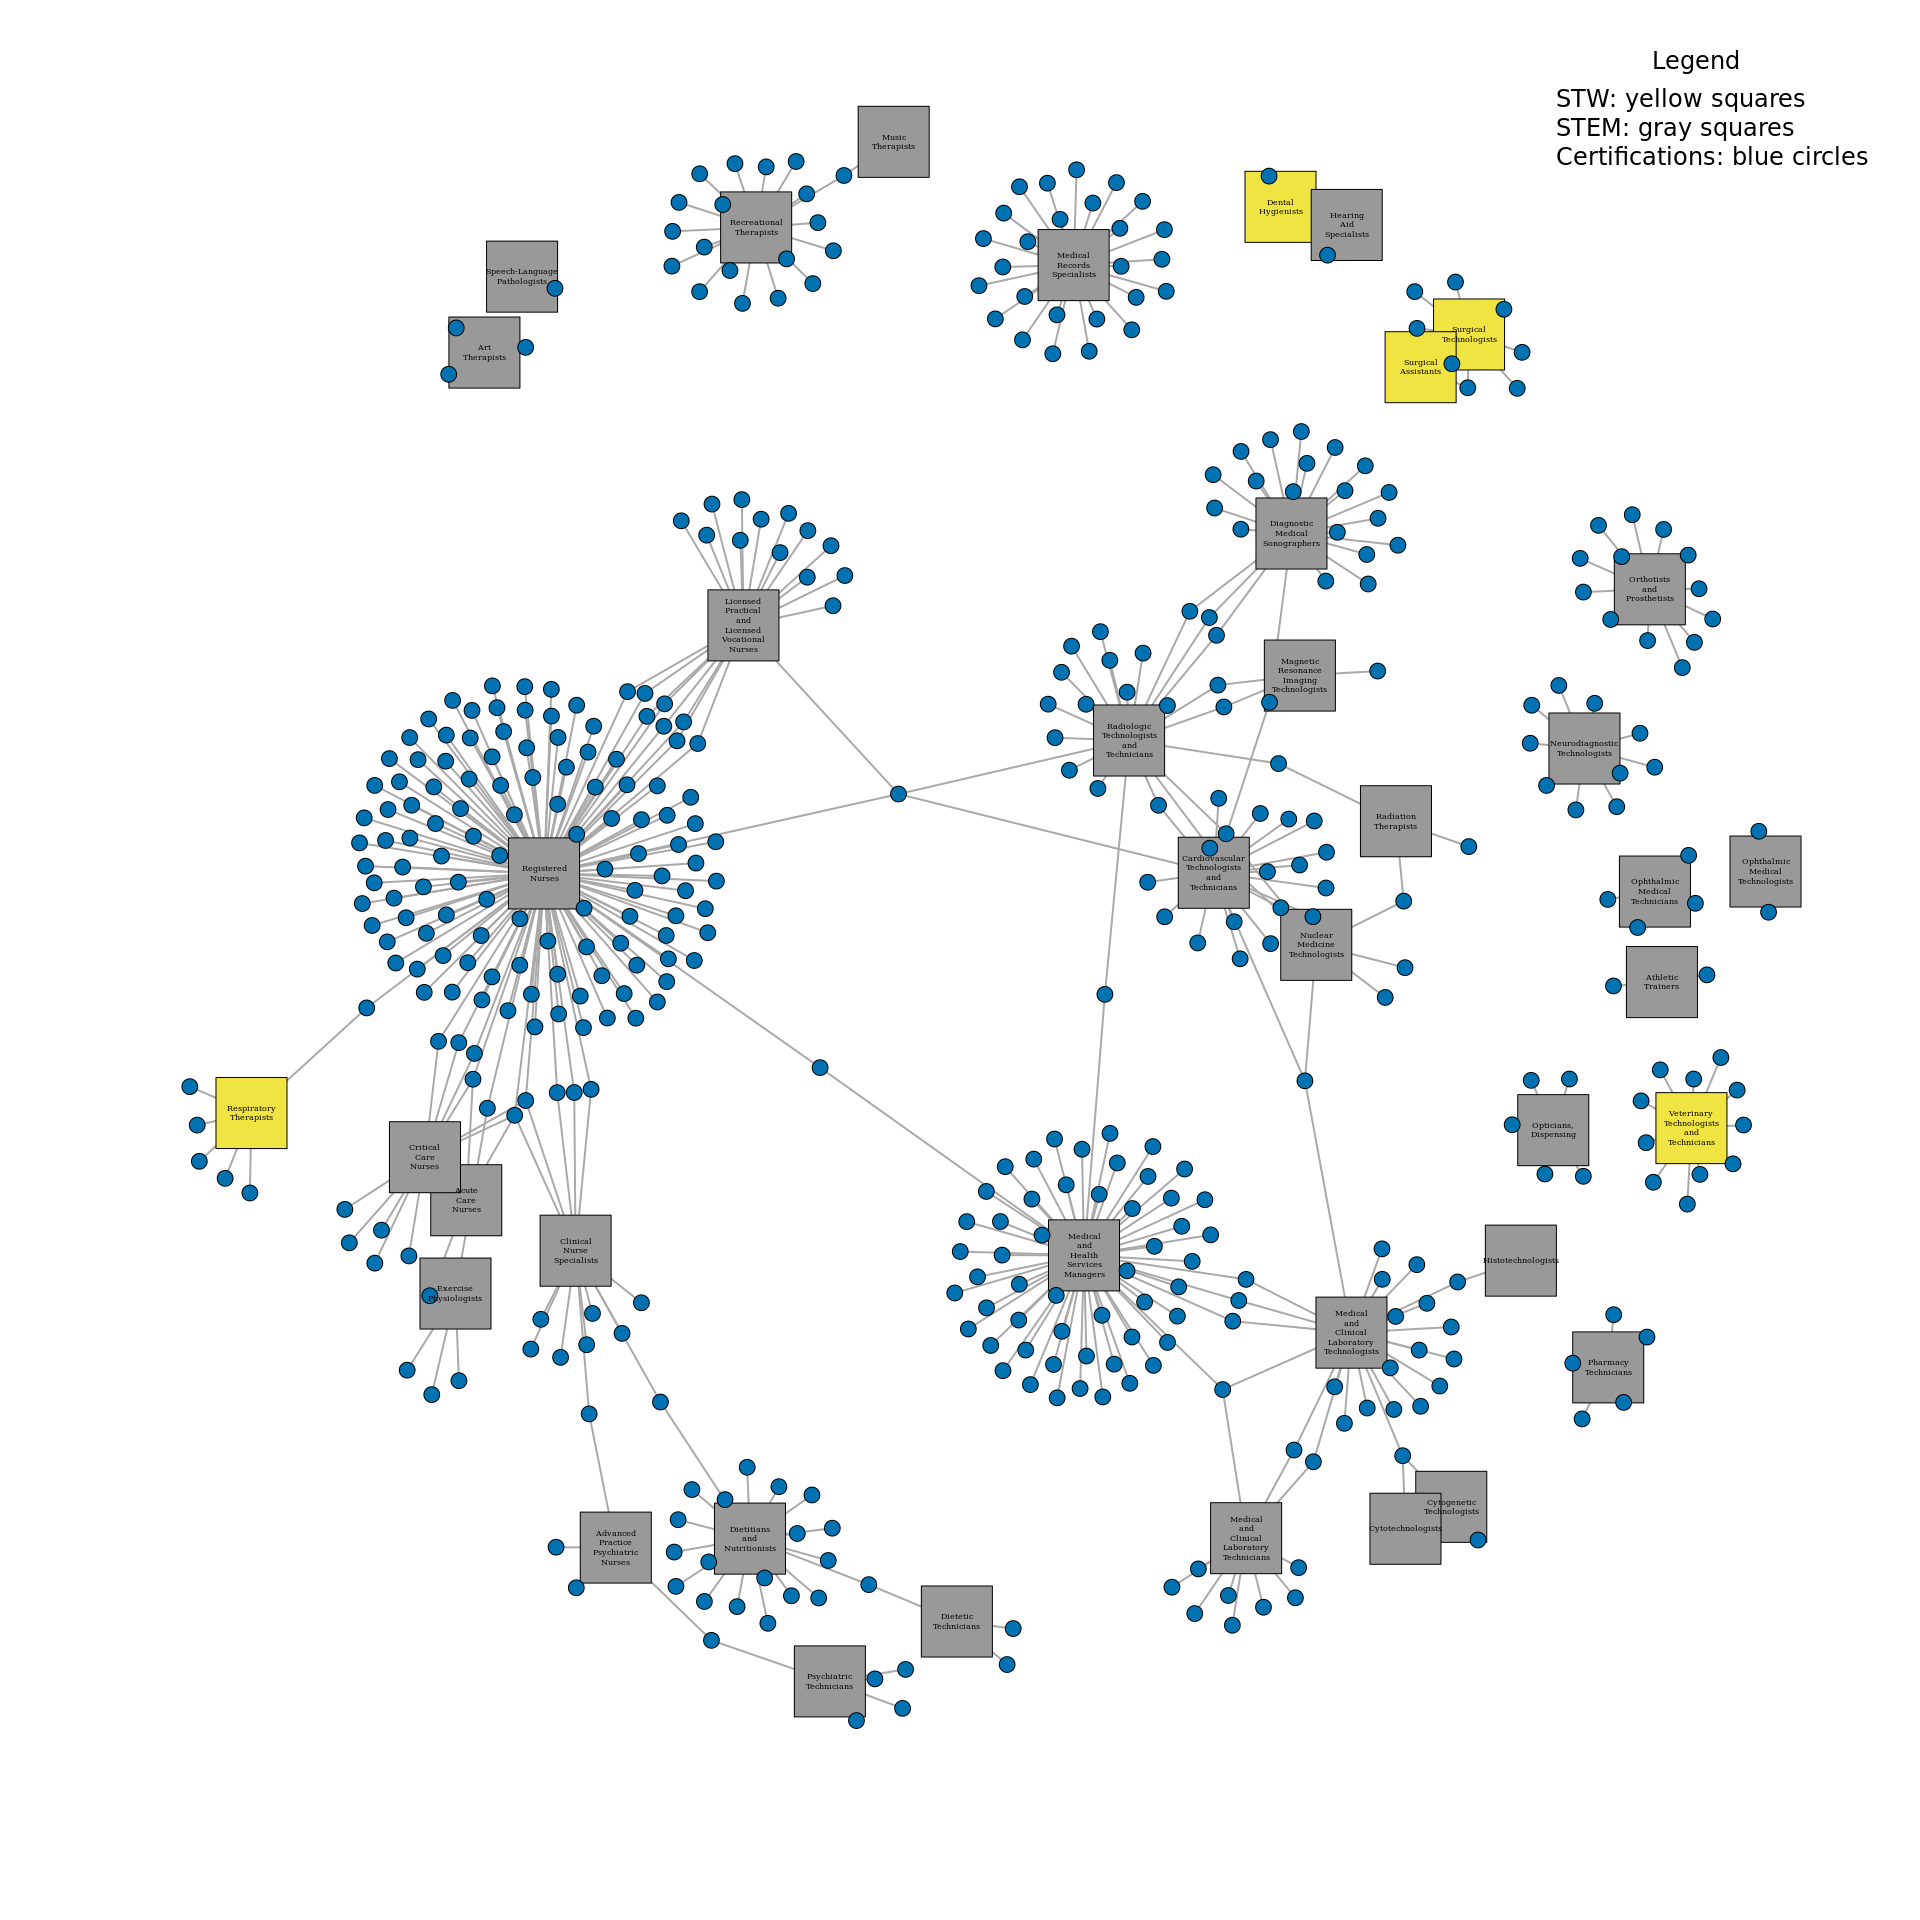 Legend
STW: yellow squares
STEM: gray squares
Certifications: blue circles
Music
Therapists
Recreational
Therapists
Medical
Records
Specialists
Dental
Hygienists
Hearing
Aid
Specialists
Speech-Language
Pathologists
Art
Therapists
Surgical
Technologists
Surgical
Assistants
Diagnostic
Medical
Sonographers
Orthotists
and
Prosthetists
Licensed
Practical
and
Licensed
Vocational
Nurses
Magnetic
Resonance
Imaging
Technologists
Radiologic
Technologists
and
Technicians
Neurodiagnostic
Technologists
Radiation
Therapists
Registered
Nurses
Cardiovascular
Technologists
and
Technicians
Ophthalmic
Medical
Technicians
Ophthalmic
Medical
Technologists
Nuclear
Medicine
Technologists
Athletic
Trainers
Respiratory
Therapists
Opticians,
Dispensing
Veterinary
Technologists
and
Technicians
Critical
Care
Nurses
Acute
Care
Nurses
Clinical
Nurse
Specialists
Medical
and
Health
Services
Managers
Histotechnologists
Exercise
Physiologists
Medical
and
Clinical
Laboratory
Technologists
Pharmacy
Technicians
Advanced
Practice
Psychiatric
Nurses
Dietitians
and
Nutritionists
Medical
and
Clinical
Laboratory
Technicians
Cytogenetic
Technologists
Cytotechnologists
Dietetic
Technicians
Psychiatric
Technicians